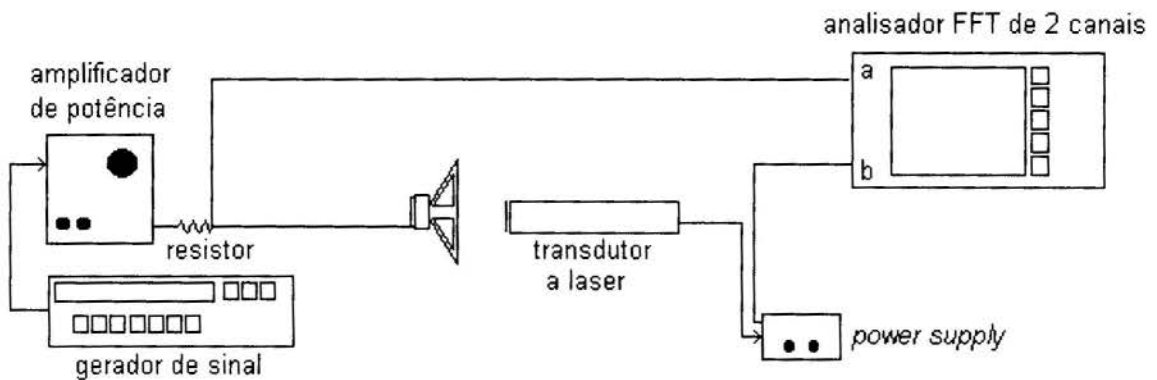 analisador FFT de 2 canais
amplificador
de potência
a
b
resistor
transdutor
a laser
gerador de sinal
power supply